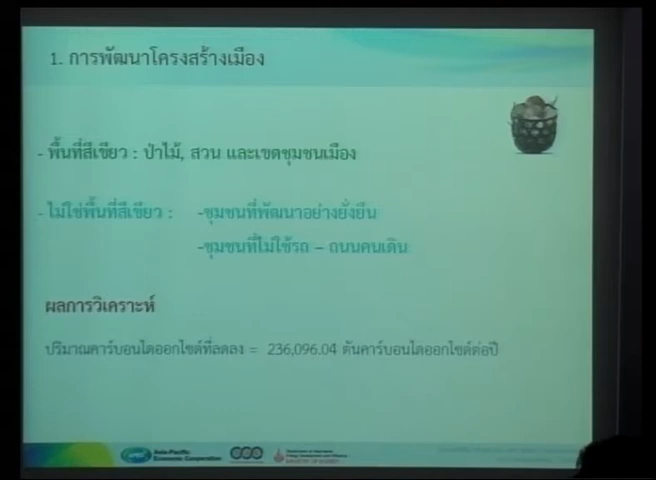 1. การพัฒนาโครงสร้างเมือง
- พื้นที่สีเขียว : ป่าไม้, สวน และเขตชุมชนเมือง
- ไม่ใช่พื้นที่สีเขียว : -ชุมชนที่พัฒนาอย่างยั่งยืน
-ชุมชนที่ไม่ใช้รถ – ถนนคนเดิน
ผลการวิเคราะห์
ปริมาณคาร์บอนไดออกไซด์ที่ลดลง = 236,096.04 ตันคาร์บอนไดออกไซด์ต่อปี
Asia-Pacific
Economic Cooperation